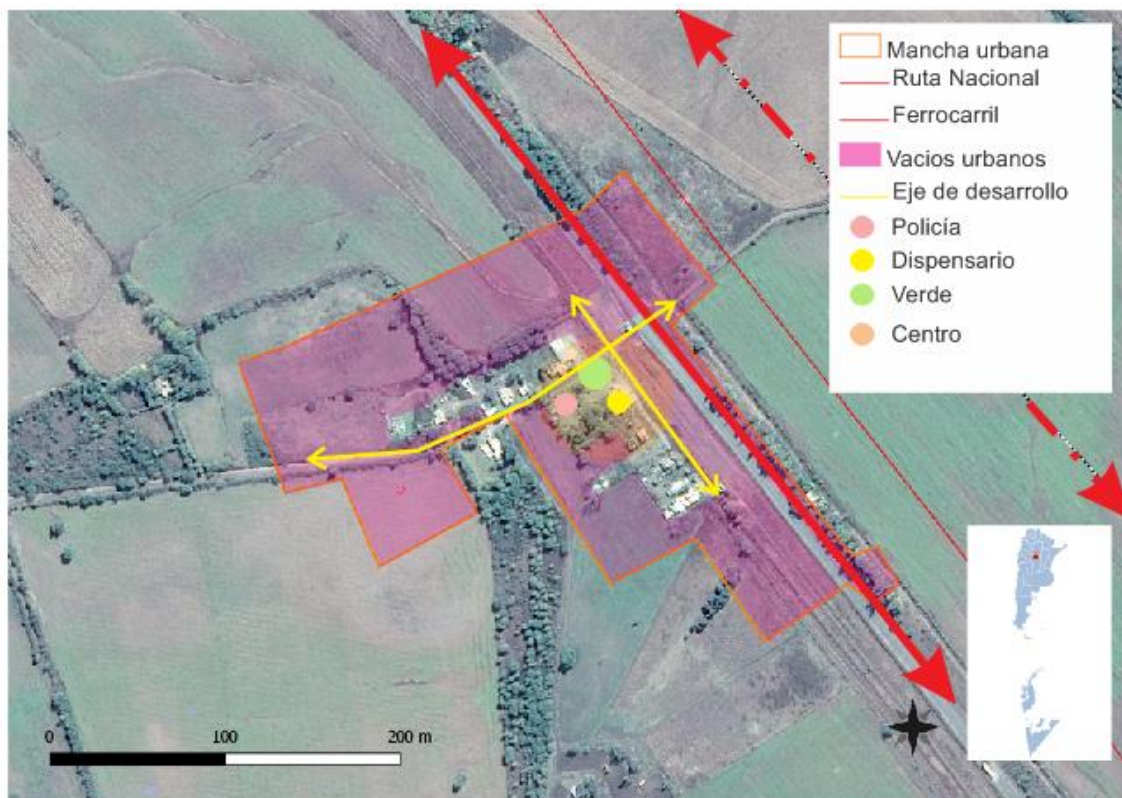 Mancha urbana
Ruta Nacional
Ferrocarril
Vacios urbanos
Eje de desarrollo
Policía
Dispensario
Verde
Centro
0 100 200 m